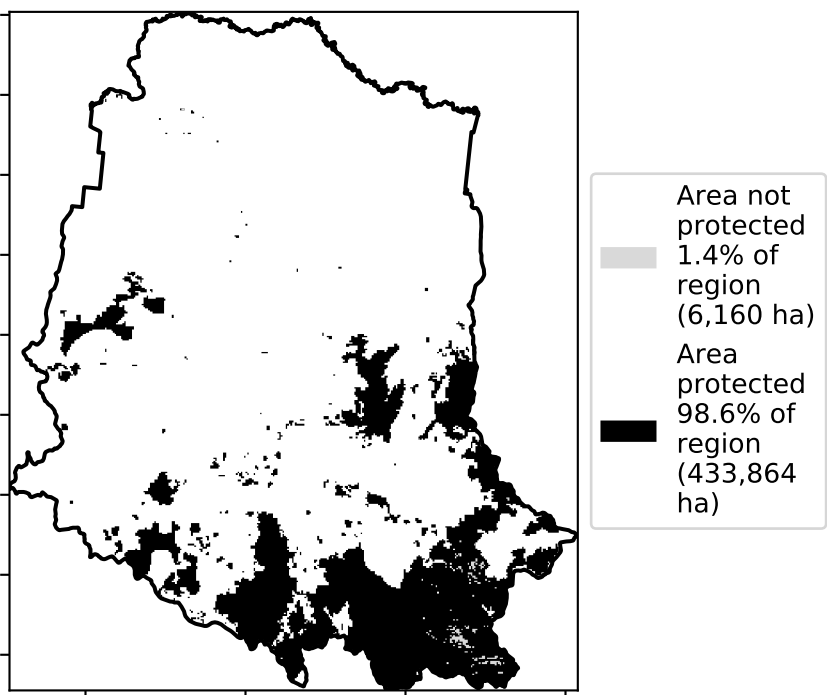 Area not
protected
1.4% of
region
(6,160 ha)
Area
protected
98.6% of
region
(433,864
ha)